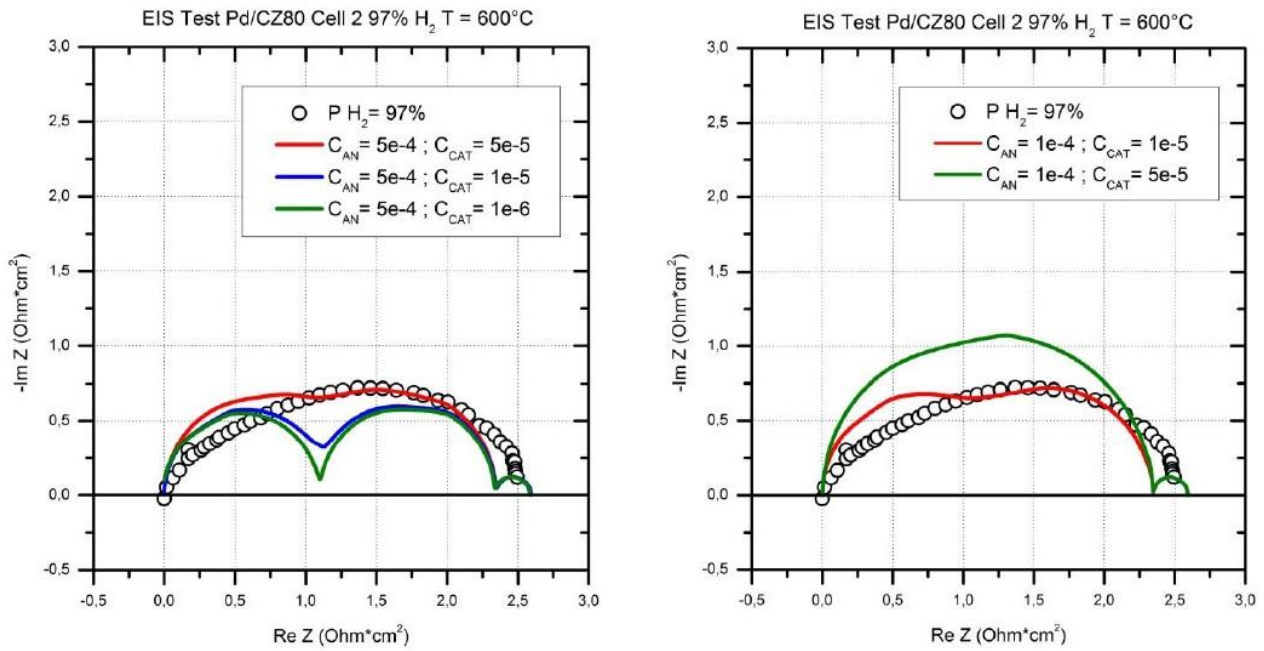 EIS Test Pd/CZ80 Cell 2 97% H2 T = 600°C
3,0
2,5
2,0
1,5
1,0
0,5
0,0
-0,5
-Im Z (Ohm*cm²)
P H2= 97%
CAN= 5e-4 ; CCAT= 5e-5
CAN= 5e-4 ; CCAT= 1e-5
CAN= 5e-4 ; CCAT= 1e-6
-0,5 0,0 0,5 1,0 1,5 2,0 2,5 3,0
Re Z (Ohm*cm²)
EIS Test Pd/CZ80 Cell 2 97% H2 T = 600°C
3,0
2,5
2,0
1,5
1,0
0,5
0,0
-0,5
-Im Z (Ohm*cm²)
P H2= 97%
CAN= 1e-4 ; CCAT= 1e-5
CAN= 1e-4 ; CCAT= 5e-5
-0,5 0,0 0,5 1,0 1,5 2,0 2,5 3,0
Re Z (Ohm*cm²)